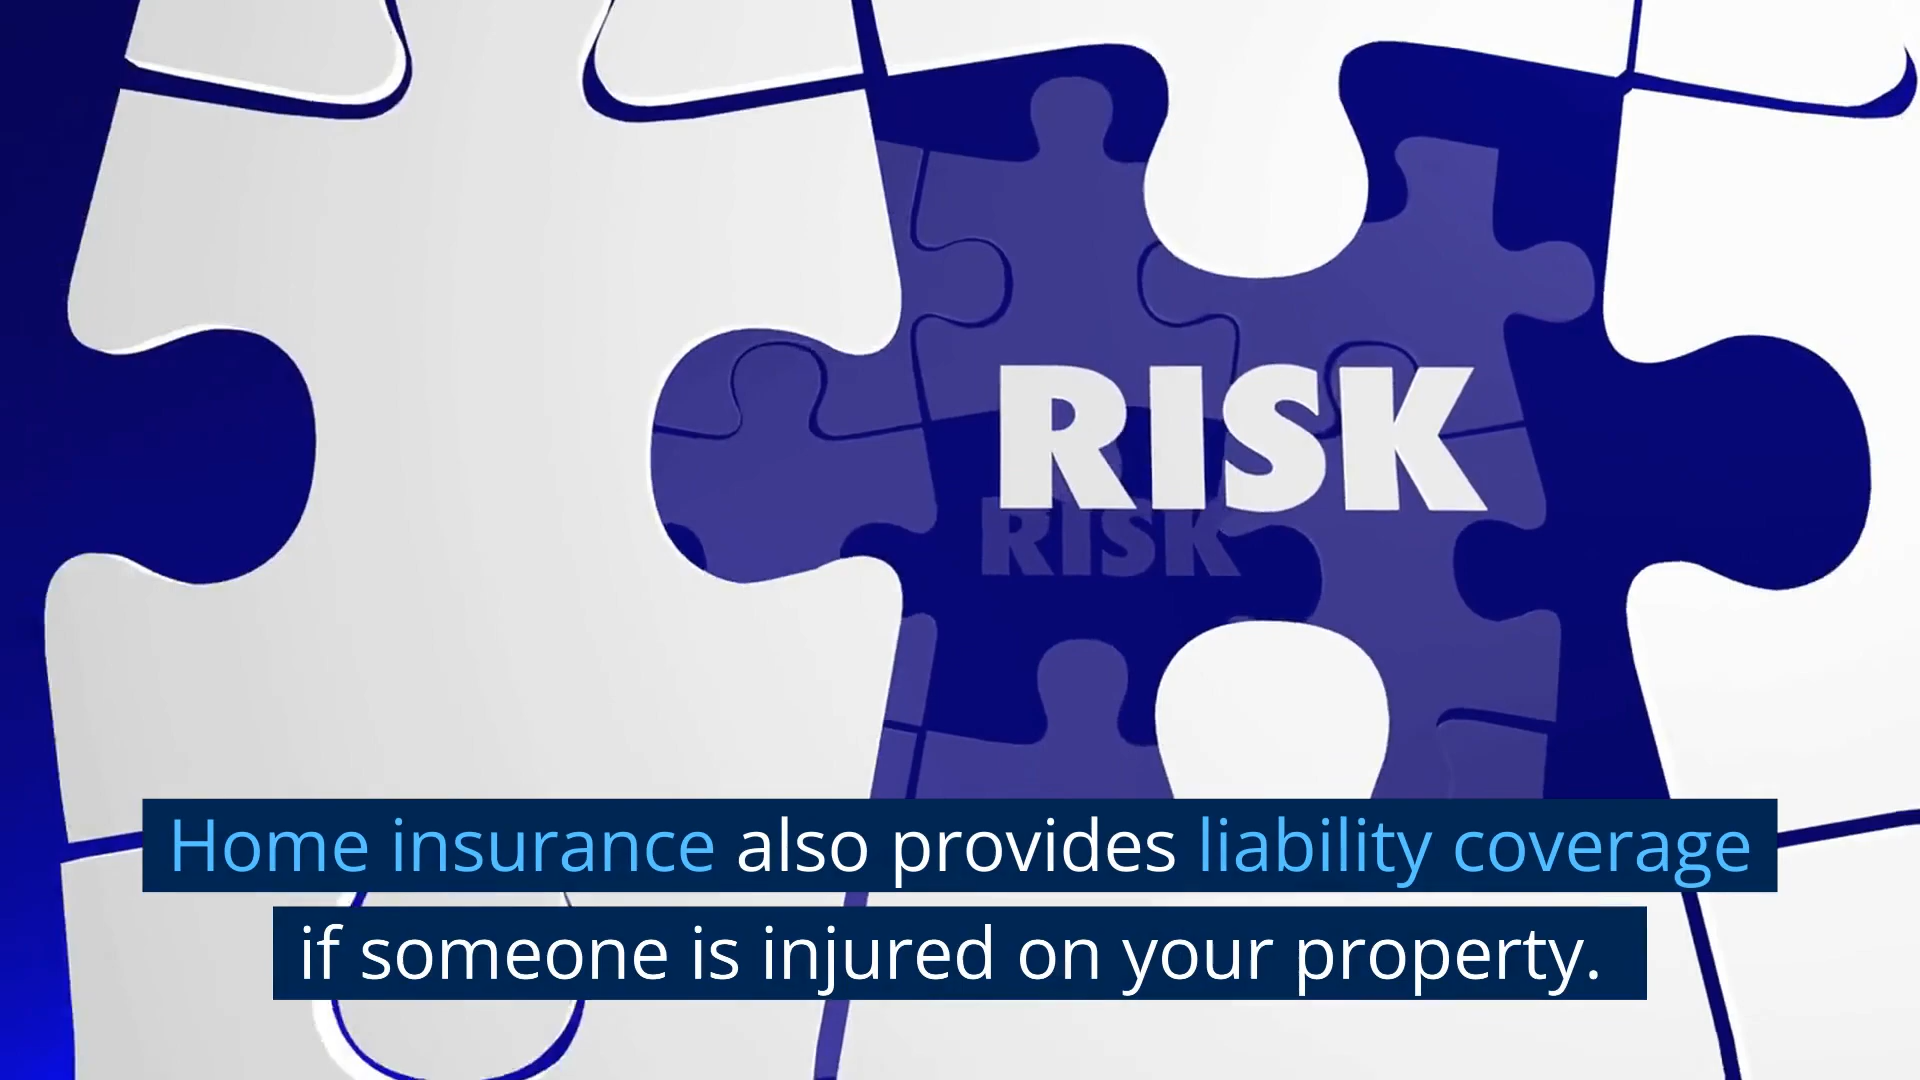 RISK
RISK
Home insurance also provides liability coverage
if someone is injured on your property.